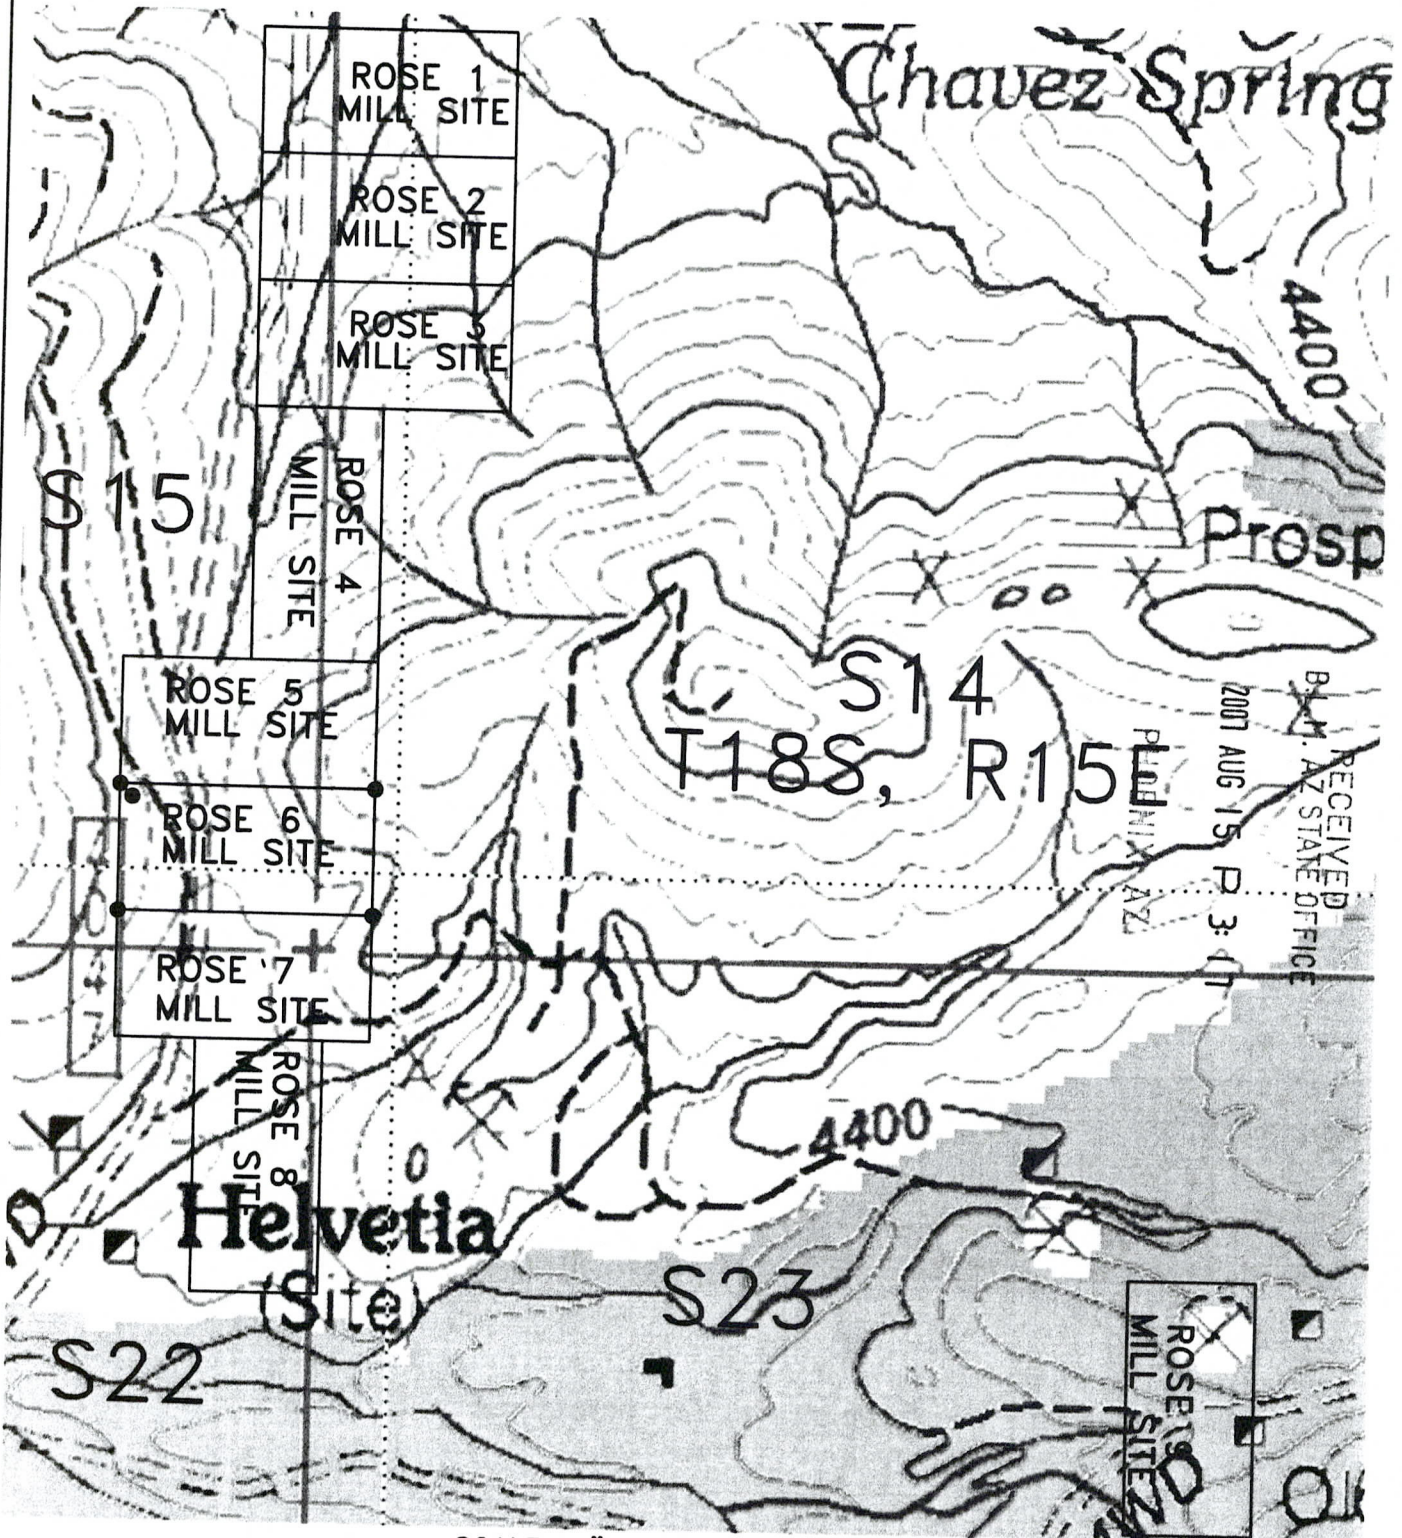 Chavez Spring
ROSE 1
MILL SITE
ROSE 2
MILL SITE
ROSE 3
MILL SITE
4400
ROSE 4
MILL SITE
S15
Prosp
S14
T18S, R15E
RECEIVED
B.L.M. AZ STATE OFFICE
2007 AUG 15 P 3:17
PHOENIX, AZ
ROSE 5
MILL SITE
ROSE 6
MILL SITE
ROSE 7
MILL SITE
ROSE 8
MILL SITE
4400
Helvetia
(Site)
S23
S22
ROSE 9
MILL SITE